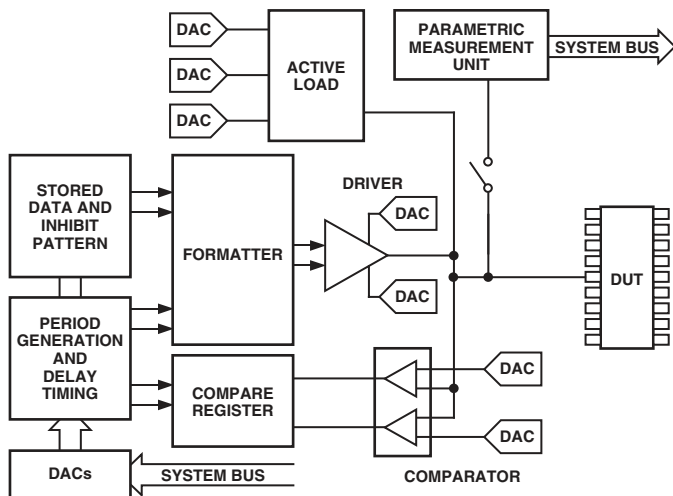 DAC
DAC
DAC
ACTIVE
LOAD
PARAMETRIC
MEASUREMENT
UNIT
SYSTEM BUS
STORED
DATA AND
INHIBIT
PATTERN
FORMATTER
DRIVER
DAC
DAC
DUT
PERIOD
GENERATION
AND
DELAY
TIMING
COMPARE
REGISTER
DAC
DAC
COMPARATOR
DACs
SYSTEM BUS